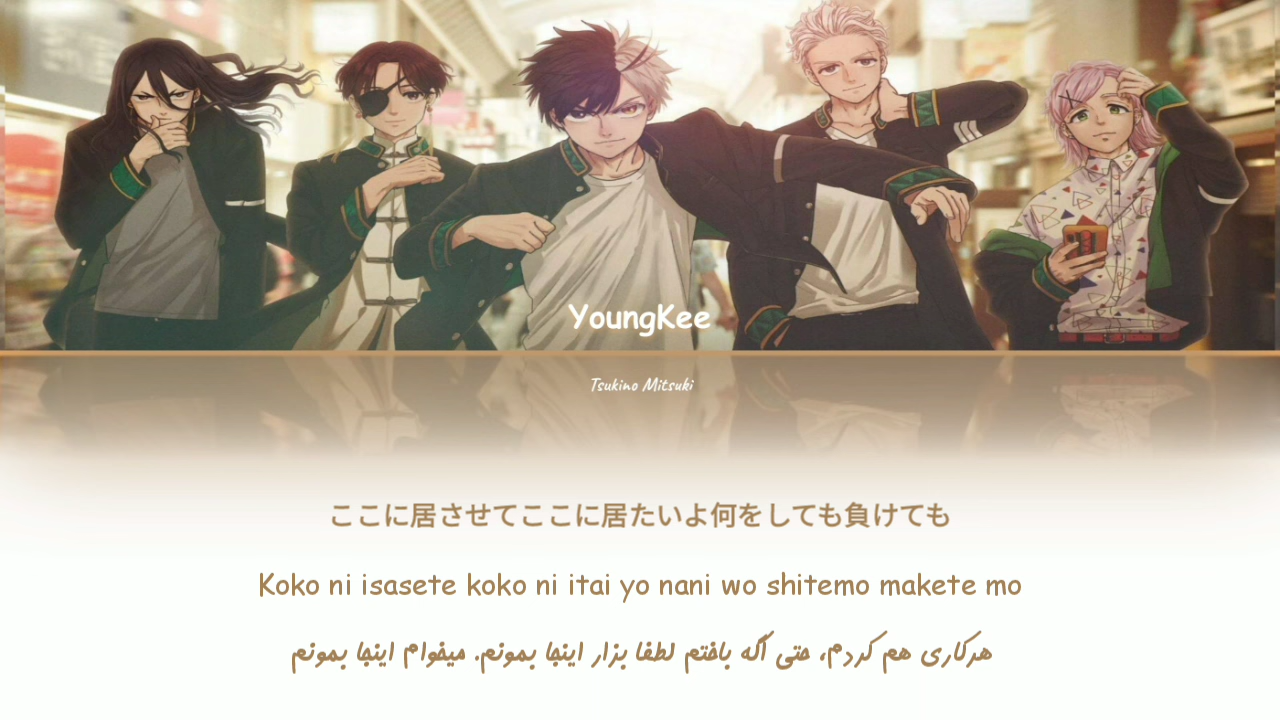 YoungKee
Tsukino Mitsuki
ここに居させてここに居たいよ何をしても負けても
Koko ni isasete koko ni itai yo nani wo shitemo makete mo
هرکاری هم کردم، حتی اگه باختم لطفا بزار اینجا بمونم. میخوام اینجا بمونم